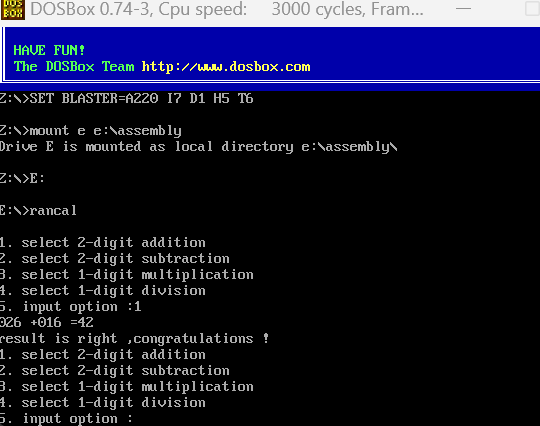 DOS BOX DOSBox 0.74-3, Cpu speed: 3000 cycles, Fram...
HAVE FUN!
The DOSBox Team http://www.dosbox.com
Z:\>SET BLASTER=A220 I7 D1 H5 T6
Z:\>mount e e:\assembly
Drive E is mounted as local directory e:\assembly\
Z:\>E:
E:\>rancal
1. select 2-digit addition
2. select 2-digit subtraction
3. select 1-digit multiplication
4. select 1-digit division
5. input option :1
026 +016 =42
result is right ,congratulations !
1. select 2-digit addition
2. select 2-digit subtraction
3. select 1-digit multiplication
4. select 1-digit division
5. input option :